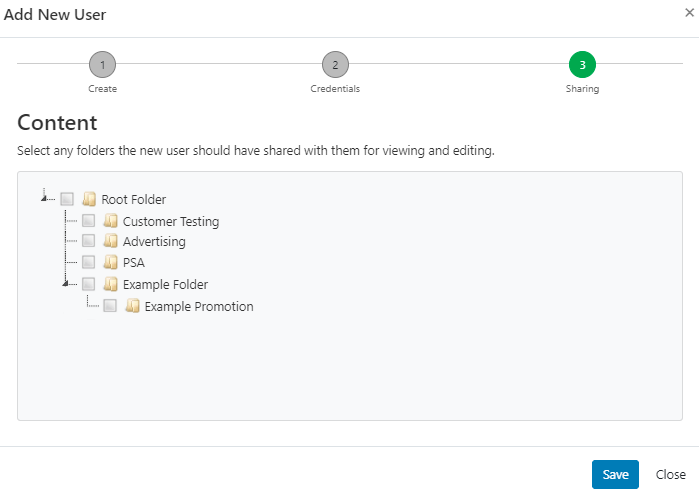 Add New User
×
1
2
3
Create
Credentials
Sharing
Content
Select any folders the new user should have shared with them for viewing and editing.
Root Folder
Customer Testing
Advertising
PSA
Example Folder
Example Promotion
Save
Close